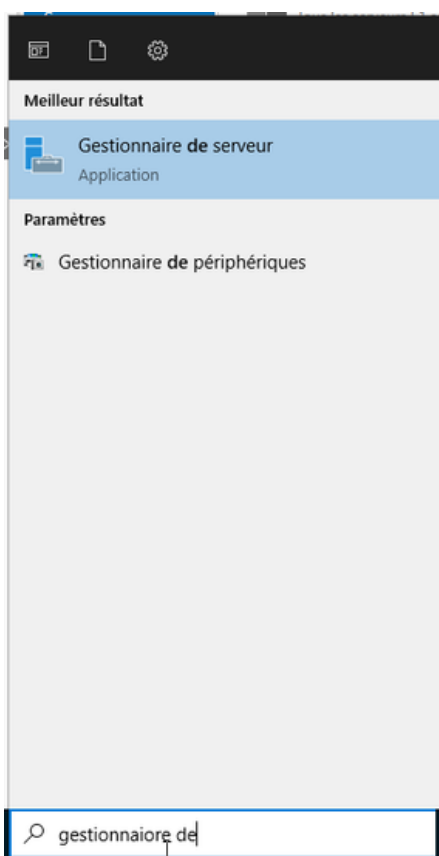 Meilleur résultat
Gestionnaire de serveur
Application
Paramètres
Gestionnaire de périphériques
gestionnaiore de